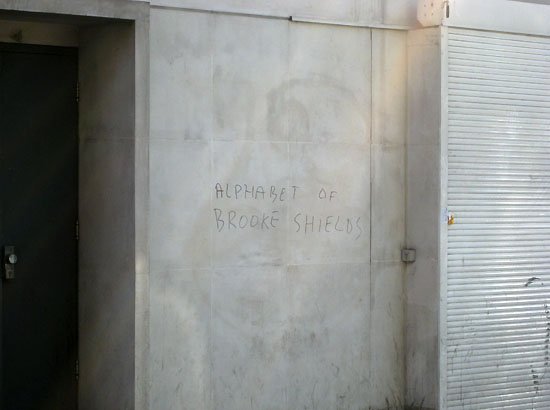 ALPHABET OF
BROOKE SHIELDS